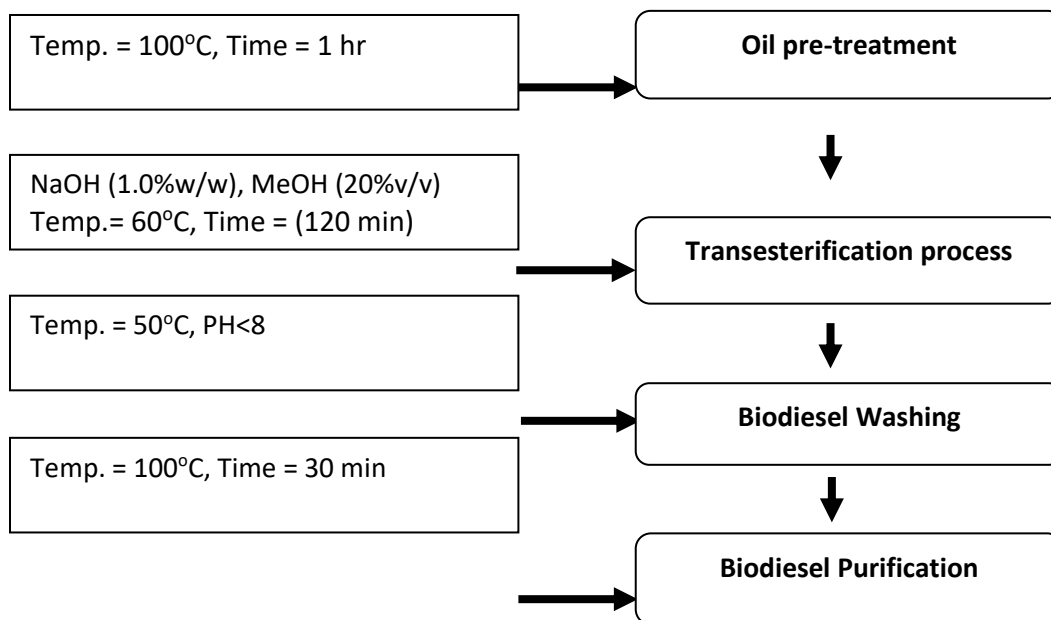 Temp. = 100°C, Time = 1 hr
Oil pre-treatment
NaOH (1.0%w/w), MeOH (20%v/v)
Temp.= 60°C, Time = (120 min)
Transesterification process
Temp. = 50°C, PH<8
Biodiesel Washing
Temp. = 100°C, Time = 30 min
Biodiesel Purification